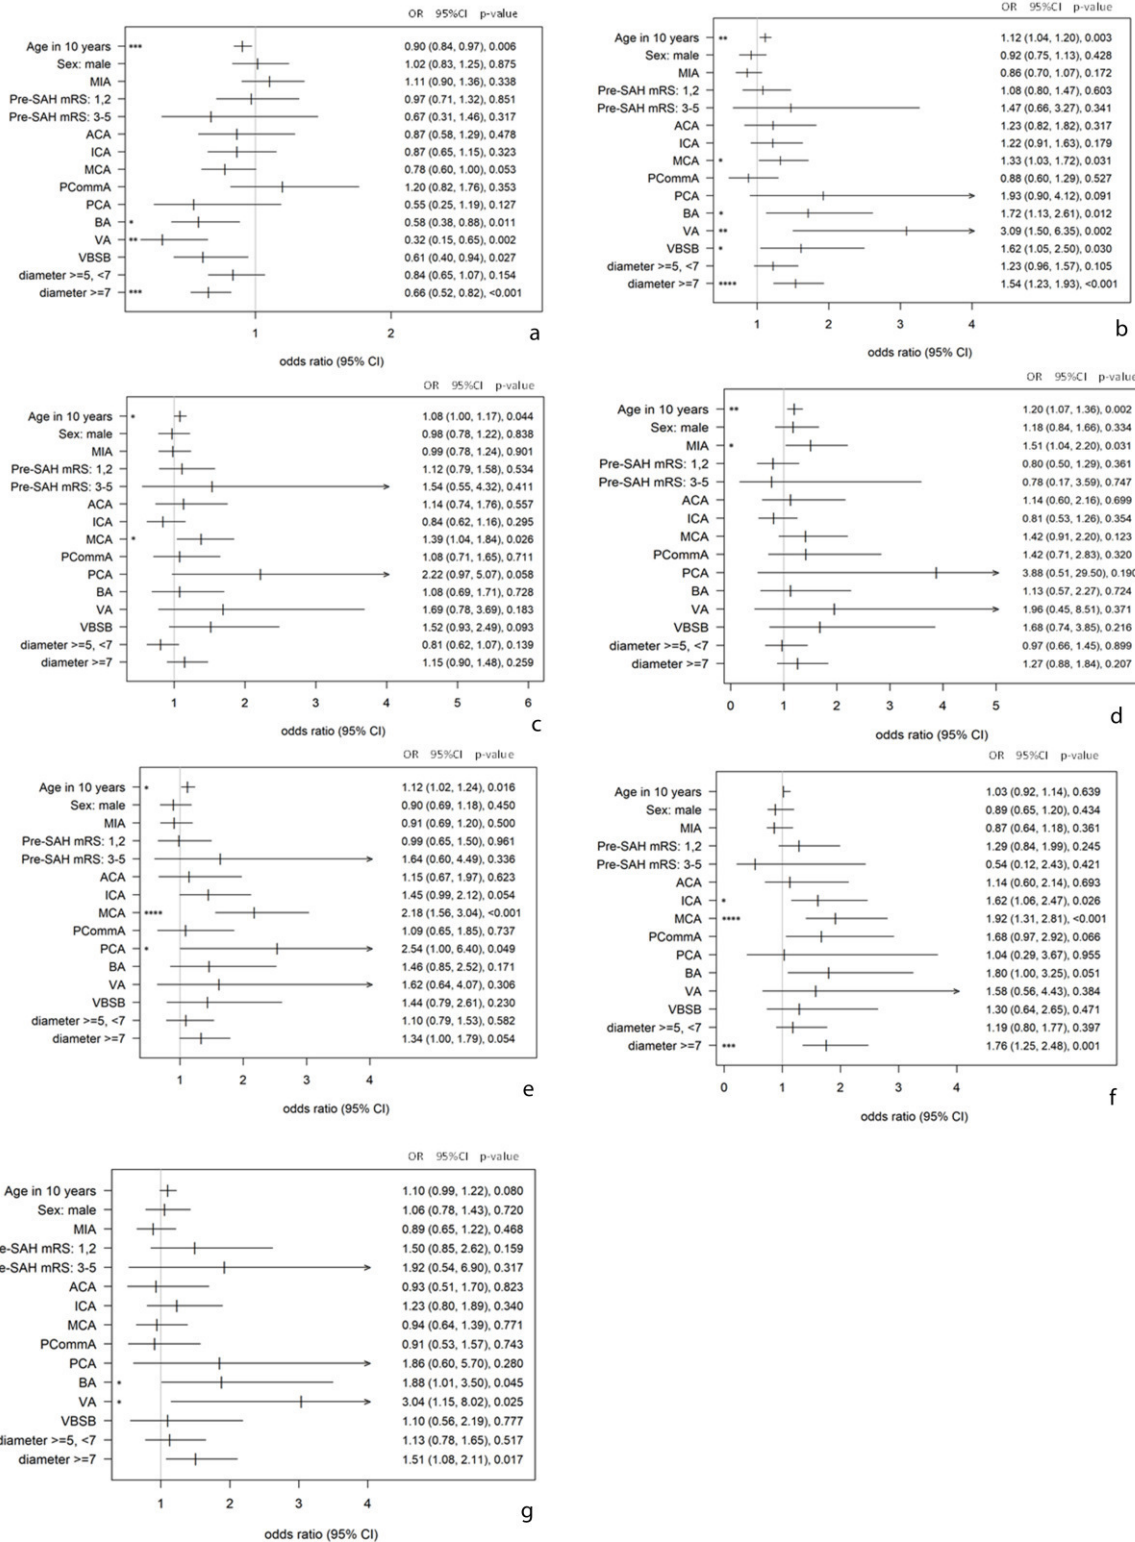 OR 95%CI p-value
Age in 10 years *** 0.90 (0.84, 0.97), 0.006
Sex: male 1.02 (0.83, 1.25), 0.875
MIA 1.11 (0.90, 1.36), 0.338
Pre-SAH mRS: 1,2 0.97 (0.71, 1.32), 0.851
Pre-SAH mRS: 3-5 0.67 (0.31, 1.46), 0.317
ACA 0.87 (0.58, 1.29), 0.478
ICA 0.87 (0.65, 1.15), 0.323
MCA 0.78 (0.60, 1.00), 0.053
PCommA 1.20 (0.82, 1.76), 0.353
PCA 0.55 (0.25, 1.19), 0.127
BA * 0.58 (0.38, 0.88), 0.011
VA ** 0.32 (0.15, 0.65), 0.002
VBSB 0.61 (0.40, 0.94), 0.027
diameter >=5, <7 0.84 (0.65, 1.07), 0.154
diameter >=7 *** 0.66 (0.52, 0.82), <0.001
1 2
odds ratio (95% CI)
a
OR 95%CI p-value
Age in 10 years ** 1.12 (1.04, 1.20), 0.003
Sex: male 0.92 (0.75, 1.13), 0.428
MIA 0.86 (0.70, 1.07), 0.172
Pre-SAH mRS: 1,2 1.08 (0.80, 1.47), 0.603
Pre-SAH mRS: 3-5 1.47 (0.66, 3.27), 0.341
ACA 1.23 (0.82, 1.82), 0.317
ICA 1.22 (0.91, 1.63), 0.179
MCA * 1.33 (1.03, 1.72), 0.031
PCommA 0.88 (0.60, 1.29), 0.527
PCA 1.93 (0.90, 4.12), 0.091
BA * 1.72 (1.13, 2.61), 0.012
VA ** 3.09 (1.50, 6.35), 0.002
VBSB * 1.62 (1.05, 2.50), 0.030
diameter >=5, <7 1.23 (0.96, 1.57), 0.105
diameter >=7 **** 1.54 (1.23, 1.93), <0.001
1 2 3 4
odds ratio (95% CI)
b
OR 95%CI p-value
Age in 10 years * 1.08 (1.00, 1.17), 0.044
Sex: male 0.98 (0.78, 1.22), 0.838
MIA 0.99 (0.78, 1.24), 0.901
Pre-SAH mRS: 1,2 1.12 (0.79, 1.58), 0.534
Pre-SAH mRS: 3-5 1.54 (0.55, 4.32), 0.411
ACA 1.14 (0.74, 1.76), 0.557
ICA 0.84 (0.62, 1.16), 0.295
MCA * 1.39 (1.04, 1.84), 0.026
PCommA 1.08 (0.71, 1.65), 0.711
PCA 2.22 (0.97, 5.07), 0.058
BA 1.08 (0.69, 1.71), 0.728
VA 1.69 (0.78, 3.69), 0.183
VBSB 1.52 (0.93, 2.49), 0.093
diameter >=5, <7 0.81 (0.62, 1.07), 0.139
diameter >=7 1.15 (0.90, 1.48), 0.259
1 2 3 4 5 6
odds ratio (95% CI)
c
OR 95%CI p-value
Age in 10 years ** 1.20 (1.07, 1.36), 0.002
Sex: male 1.18 (0.84, 1.66), 0.334
MIA * 1.51 (1.04, 2.20), 0.031
Pre-SAH mRS: 1,2 0.80 (0.50, 1.29), 0.361
Pre-SAH mRS: 3-5 0.78 (0.17, 3.59), 0.747
ACA 1.14 (0.60, 2.16), 0.699
ICA 0.81 (0.53, 1.26), 0.354
MCA 1.42 (0.91, 2.20), 0.123
PCommA 1.42 (0.71, 2.83), 0.320
PCA 3.88 (0.51, 29.50), 0.190
BA 1.13 (0.57, 2.27), 0.724
VA 1.96 (0.45, 8.51), 0.371
VBSB 1.68 (0.74, 3.85), 0.216
diameter >=5, <7 0.97 (0.66, 1.45), 0.899
diameter >=7 1.27 (0.88, 1.84), 0.207
0 1 2 3 4 5
odds ratio (95% CI)
d
OR 95%CI p-value
Age in 10 years * 1.12 (1.02, 1.24), 0.016
Sex: male 0.90 (0.69, 1.18), 0.450
MIA 0.91 (0.69, 1.20), 0.500
Pre-SAH mRS: 1,2 0.99 (0.65, 1.50), 0.961
Pre-SAH mRS: 3-5 1.64 (0.60, 4.49), 0.336
ACA 1.15 (0.67, 1.97), 0.623
ICA 1.45 (0.99, 2.12), 0.054
MCA **** 2.18 (1.56, 3.04), <0.001
PCommA 1.09 (0.65, 1.85), 0.737
PCA * 2.54 (1.00, 6.40), 0.049
BA 1.46 (0.85, 2.52), 0.171
VA 1.62 (0.64, 4.07), 0.306
VBSB 1.44 (0.79, 2.61), 0.230
diameter >=5, <7 1.10 (0.79, 1.53), 0.582
diameter >=7 1.34 (1.00, 1.79), 0.054
1 2 3 4
odds ratio (95% CI)
e
OR 95%CI p-value
Age in 10 years 1.03 (0.92, 1.14), 0.639
Sex: male 0.89 (0.65, 1.20), 0.434
MIA 0.87 (0.64, 1.18), 0.361
Pre-SAH mRS: 1,2 1.29 (0.84, 1.99), 0.245
Pre-SAH mRS: 3-5 0.54 (0.12, 2.43), 0.421
ACA 1.14 (0.60, 2.14), 0.693
ICA * 1.62 (1.06, 2.47), 0.026
MCA **** 1.92 (1.31, 2.81), <0.001
PCommA 1.68 (0.97, 2.92), 0.066
PCA 1.04 (0.29, 3.67), 0.955
BA 1.80 (1.00, 3.25), 0.051
VA 1.58 (0.56, 4.43), 0.384
VBSB 1.30 (0.64, 2.65), 0.471
diameter >=5, <7 1.19 (0.80, 1.77), 0.397
diameter >=7 *** 1.76 (1.25, 2.48), 0.001
0 1 2 3 4
odds ratio (95% CI)
f
OR 95%CI p-value
Age in 10 years 1.10 (0.99, 1.22), 0.080
Sex: male 1.06 (0.78, 1.43), 0.720
MIA 0.89 (0.65, 1.22), 0.468
e-SAH mRS: 1,2 1.50 (0.85, 2.62), 0.159
e-SAH mRS: 3-5 1.92 (0.54, 6.90), 0.317
ACA 0.93 (0.51, 1.70), 0.823
ICA 1.23 (0.80, 1.89), 0.340
MCA 0.94 (0.64, 1.39), 0.771
PCommA 0.91 (0.53, 1.57), 0.743
PCA 1.86 (0.60, 5.70), 0.280
BA * 1.88 (1.01, 3.50), 0.045
VA * 3.04 (1.15, 8.02), 0.025
VBSB 1.10 (0.56, 2.19), 0.777
diameter >=5, <7 1.13 (0.78, 1.65), 0.517
diameter >=7 1.51 (1.08, 2.11), 0.017
1 2 3 4
odds ratio (95% CI)
g